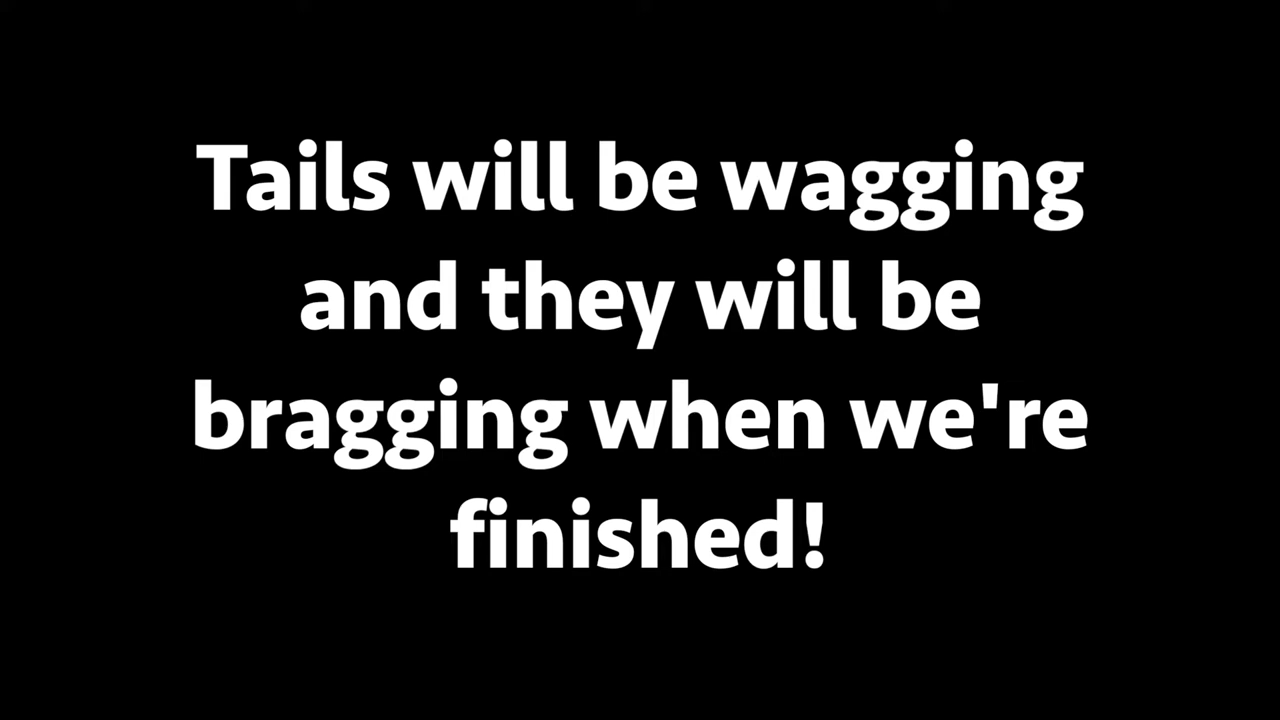 Tails will be wagging
and they will be
bragging when we're
finished!